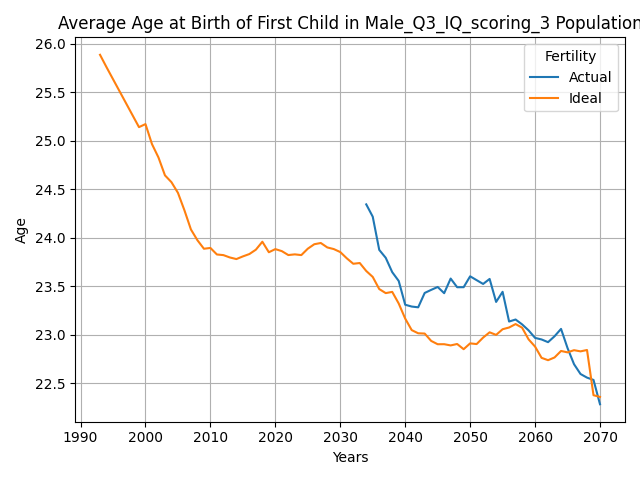 Average Age at Birth of First Child in Male_Q3_IQ_scoring_3 Population
Fertility
Actual
Ideal
26.0
25.5
25.0
24.5
24.0
23.5
23.0
22.5
Age
1990 2000 2010 2020 2030 2040 2050 2060 2070
Years